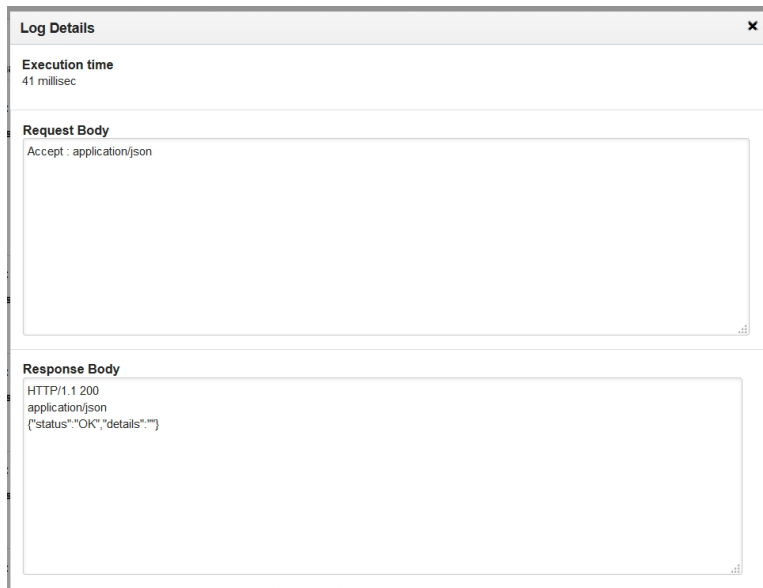 Log Details
Execution time
41 millisec
Request Body
Accept : application/json
Response Body
HTTP/1.1 200
application/json
{"status":"OK","details":""}